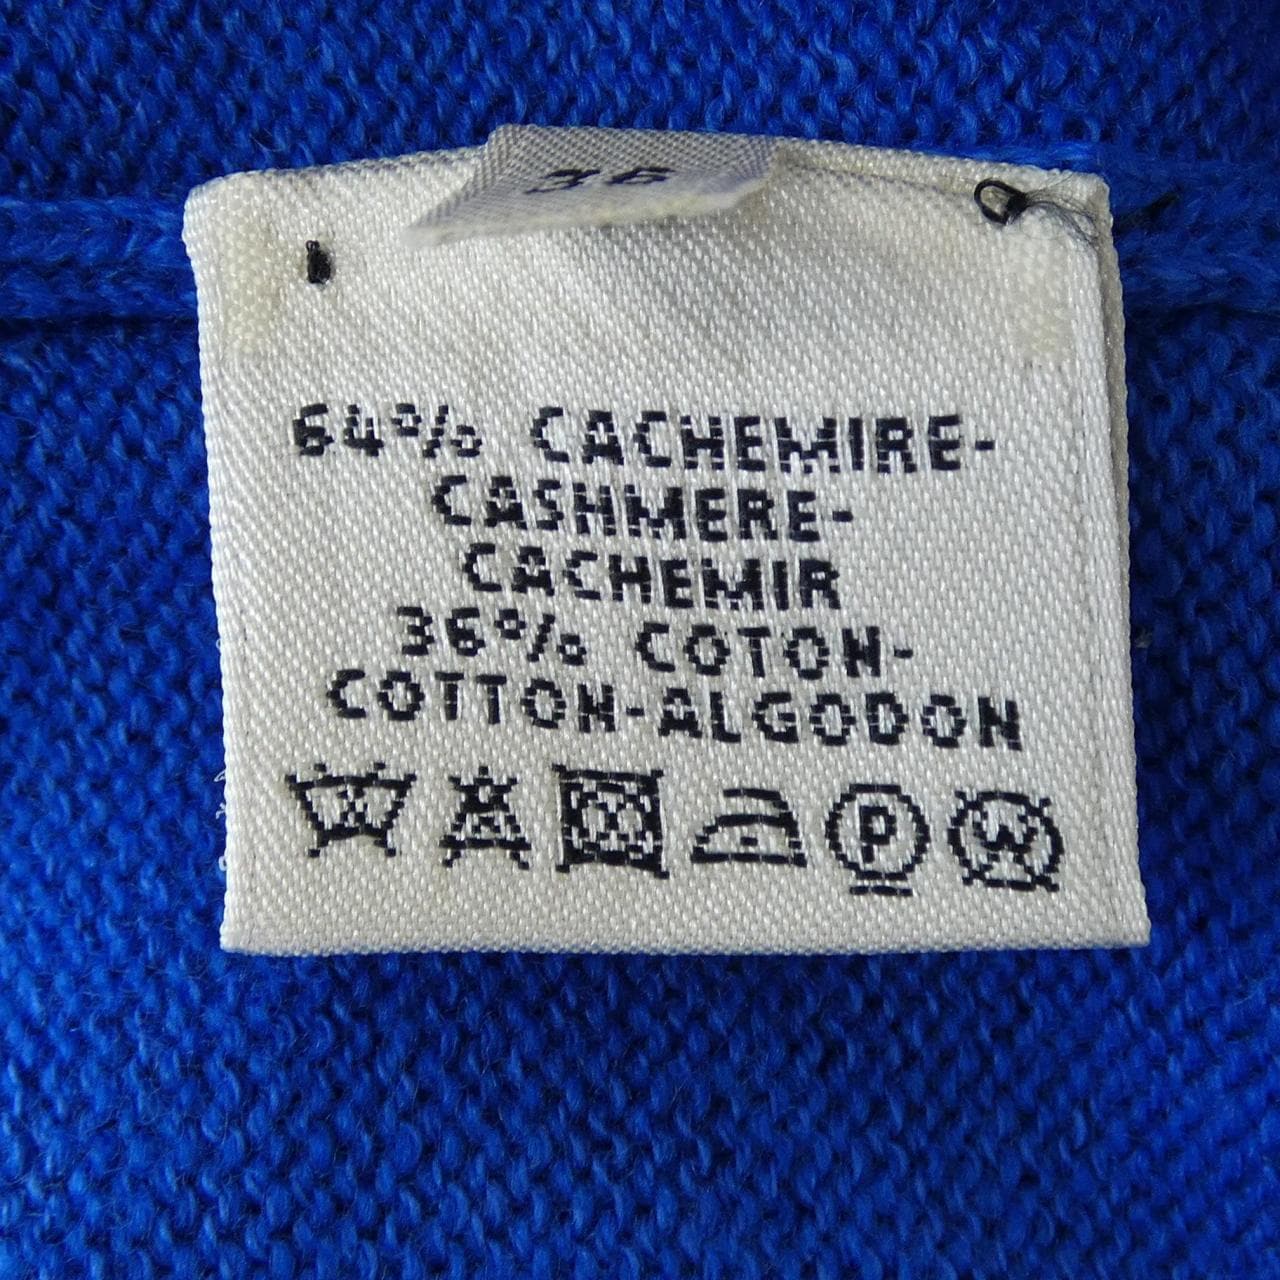 36
64% CACHEMIRE-
CASHMERE-
CACHEMIR
36% COTON-
COTTON-ALGODON
P W